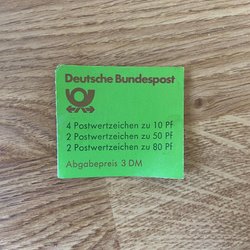 Deutsche Bundespost
4 Postwertzeichen zu 10 Pf
2 Postwertzeichen zu 50 Pf
2 Postwertzeichen zu 80 Pf
Abgabepreis 3 DM